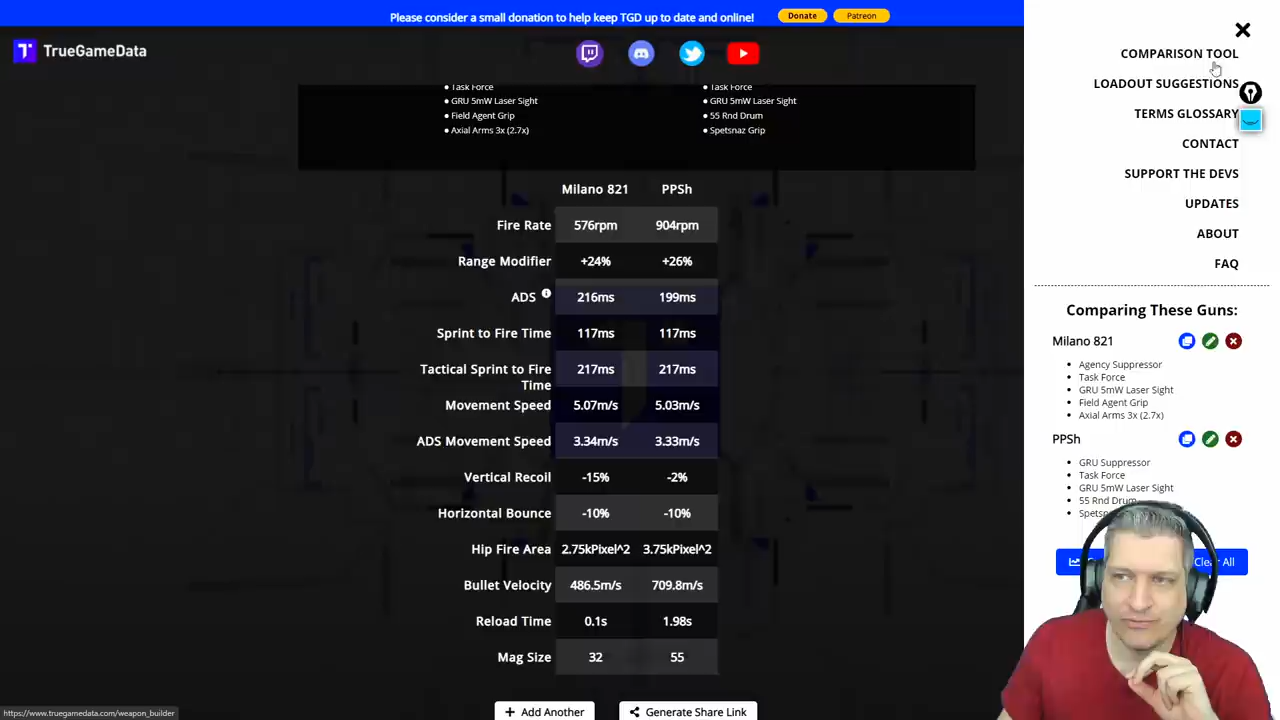 Please consider a small donation to help keep TGD up to date and online!
Donate
Patreon
TrueGameData
COMPARISON TOOL
LOADOUT SUGGESTIONS
TERMS GLOSSARY
CONTACT
SUPPORT THE DEVS
UPDATES
ABOUT
FAQ
• Task Force
• GRU 5mW Laser Sight
• Field Agent Grip
• Axial Arms 3x (2.7x)
• Task Force
• GRU 5mW Laser Sight
• 55 Rnd Drum
• Spetsnaz Grip
Milano 821 PPSh
Fire Rate 576rpm 904rpm
Range Modifier +24% +26%
ADS 216ms 199ms
Sprint to Fire Time 117ms 117ms
Tactical Sprint to Fire Time 217ms 217ms
Movement Speed 5.07m/s 5.03m/s
ADS Movement Speed 3.34m/s 3.33m/s
Vertical Recoil -15% -2%
Horizontal Bounce -10% -10%
Hip Fire Area 2.75kPixel^2 3.75kPixel^2
Bullet Velocity 486.5m/s 709.8m/s
Reload Time 0.1s 1.98s
Mag Size 32 55
+ Add Another
Generate Share Link
Comparing These Guns:
Milano 821
• Agency Suppressor
• Task Force
• GRU 5mW Laser Sight
• Field Agent Grip
• Axial Arms 3x (2.7x)
PPSh
• GRU Suppressor
• Task Force
• GRU 5mW Laser Sight
• 55 Rnd Drum
Clear All
https://www.truegamedata.com/weapon_builder